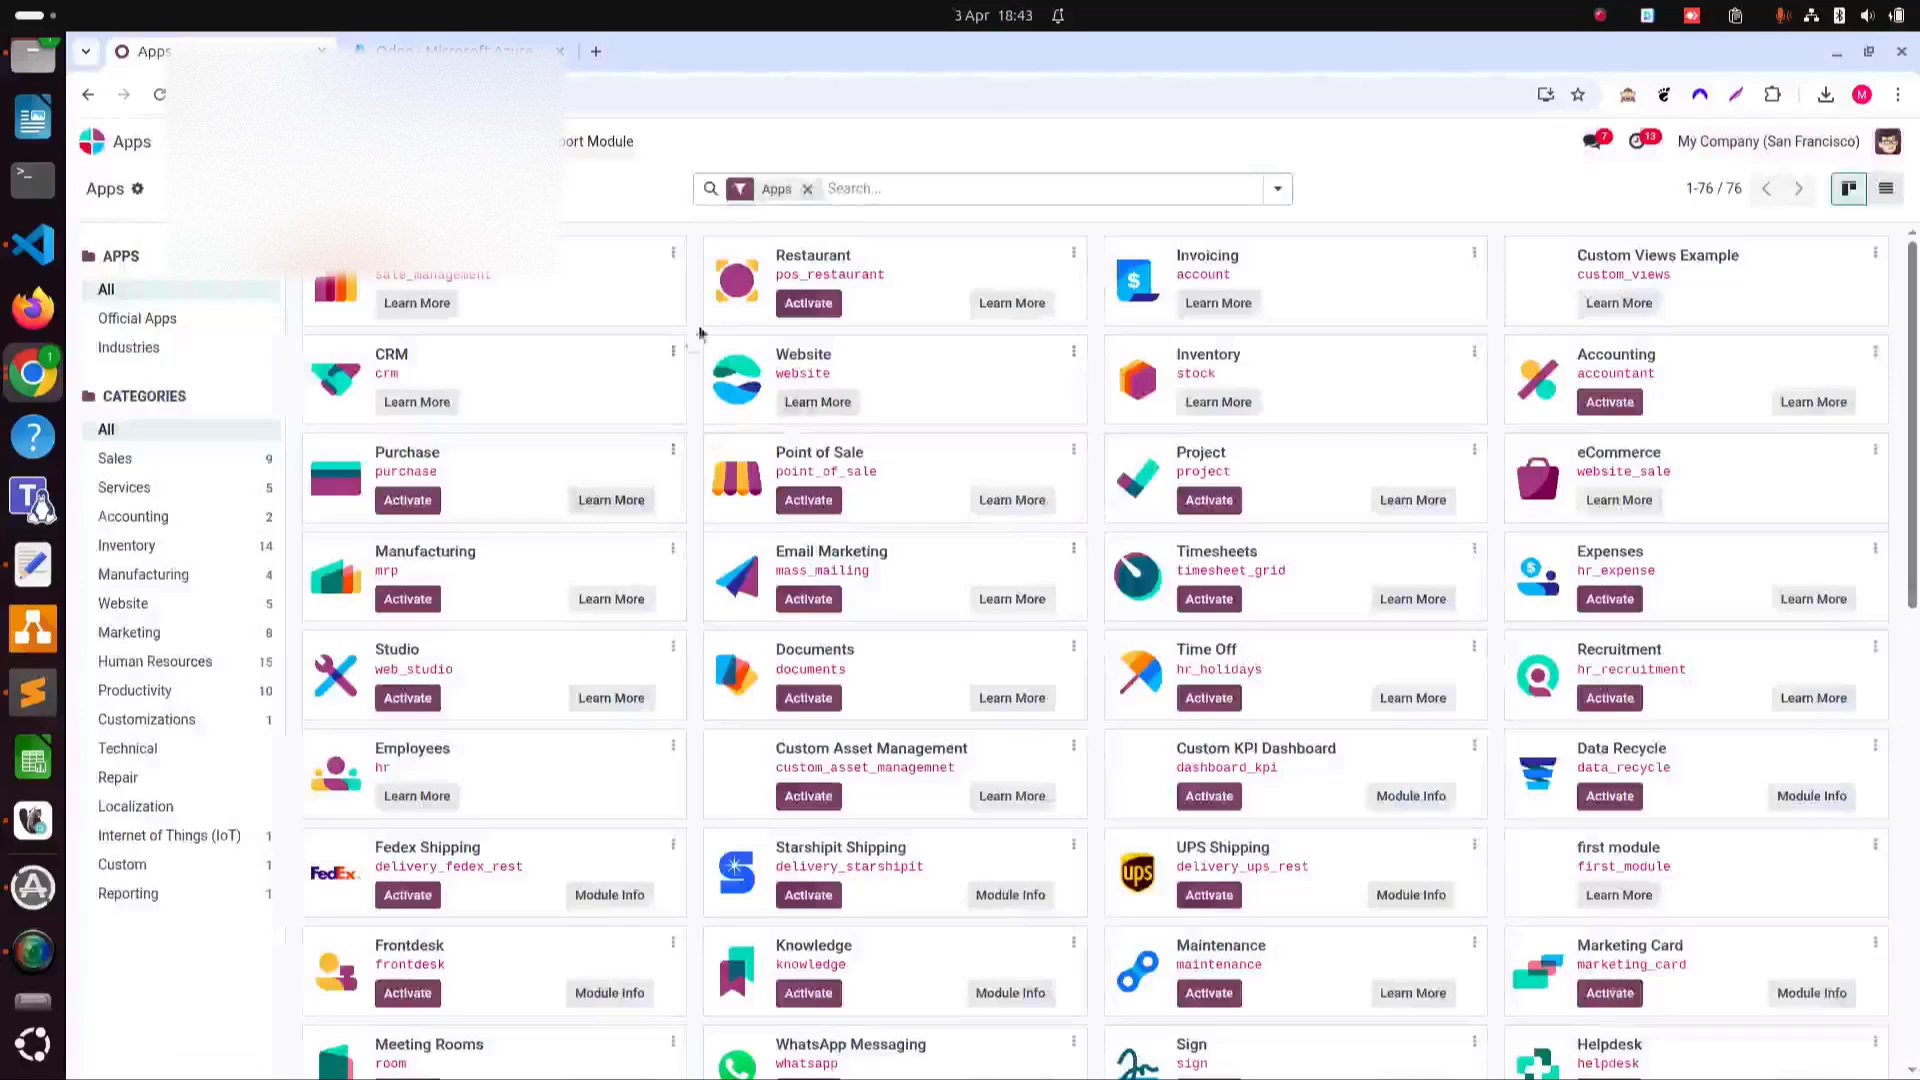 3 Apr 18:43
Apps
Odoo - Microsoft Azure
M
Apps
port Module
7
13
My Company (San Francisco)
Apps
Apps
Search...
1-76 / 76
APPS
All
Official Apps
Industries
CATEGORIES
All
Sales 9
Services 5
Accounting 2
Inventory 14
Manufacturing 4
Website 5
Marketing 8
Human Resources 15
Productivity 10
Customizations 1
Technical
Repair
Localization
Internet of Things (IoT) 1
Custom 1
Reporting 1
sale_management
Learn More
Restaurant
pos_restaurant
Activate Learn More
Invoicing
account
Learn More
Custom Views Example
custom_views
Learn More
CRM
crm
Learn More
Website
website
Learn More
Inventory
stock
Learn More
Accounting
accountant
Activate Learn More
Purchase
purchase
Activate Learn More
Point of Sale
point_of_sale
Activate Learn More
Project
project
Activate Learn More
eCommerce
website_sale
Learn More
Manufacturing
mrp
Activate Learn More
Email Marketing
mass_mailing
Activate Learn More
Timesheets
timesheet_grid
Activate Learn More
Expenses
hr_expense
Activate Learn More
Studio
web_studio
Activate Learn More
Documents
documents
Activate Learn More
Time Off
hr_holidays
Activate Learn More
Recruitment
hr_recruitment
Activate Learn More
Employees
hr
Learn More
Custom Asset Management
custom_asset_managemnet
Activate Learn More
Custom KPI Dashboard
dashboard_kpi
Activate Module Info
Data Recycle
data_recycle
Activate Module Info
FedEx
Fedex Shipping
delivery_fedex_rest
Activate Module Info
Starshipit Shipping
delivery_starshipit
Activate Module Info
ups
UPS Shipping
delivery_ups_rest
Activate Module Info
first module
first_module
Learn More
Frontdesk
frontdesk
Activate Module Info
Knowledge
knowledge
Activate Module Info
Maintenance
maintenance
Activate Learn More
Marketing Card
marketing_card
Activate Module Info
Meeting Rooms
room
WhatsApp Messaging
whatsapp
Sign
sign
Helpdesk
helpdesk